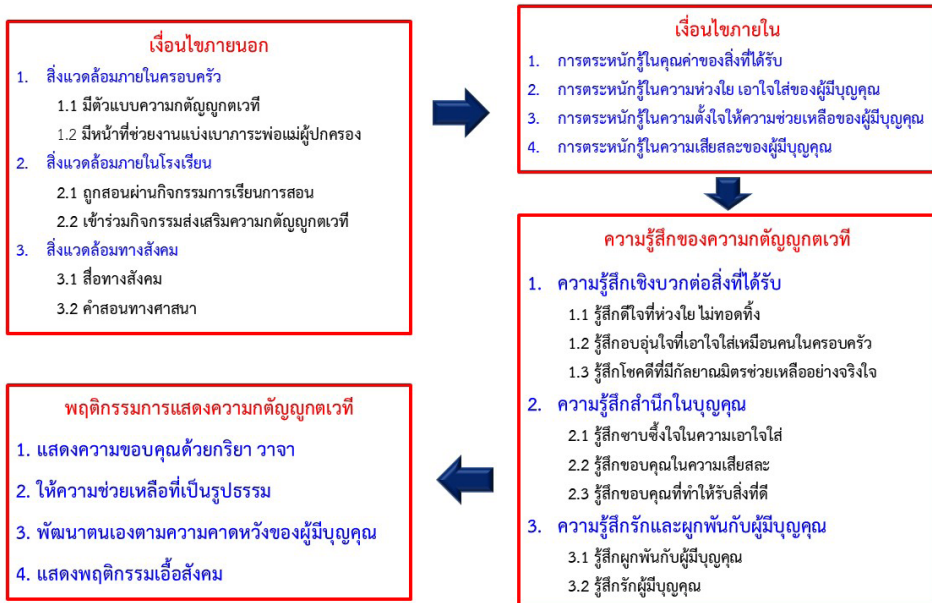 เงื่อนไขภายนอก
1. สิ่งแวดล้อมภายในครอบครัว
1.1 มีตัวแบบความกตัญญูกตเวที
1.2 มีหน้าที่ช่วยงานแบ่งเบาภาระพ่อแม่ผู้ปกครอง
2. สิ่งแวดล้อมภายในโรงเรียน
2.1 ถูกสอนผ่านกิจกรรมการเรียนการสอน
2.2 เข้าร่วมกิจกรรมส่งเสริมความกตัญญูกตเวที
3. สิ่งแวดล้อมทางสังคม
3.1 สื่อทางสังคม
3.2 คำสอนทางศาสนา
เงื่อนไขภายใน
1. การตระหนักรู้ในคุณค่าของสิ่งที่ได้รับ
2. การตระหนักรู้ในความห่วงใย เอาใจใส่ของผู้มีบุญคุณ
3. การตระหนักรู้ในความตั้งใจให้ความช่วยเหลือของผู้มีบุญคุณ
4. การตระหนักรู้ในความเสียสละของผู้มีบุญคุณ
ความรู้สึกของความกตัญญูกตเวที
1. ความรู้สึกเชิงบวกต่อสิ่งที่ได้รับ
1.1 รู้สึกดีใจที่ห่วงใย ไม่ทอดทิ้ง
1.2 รู้สึกอบอุ่นใจที่เอาใจใส่เหมือนคนในครอบครัว
1.3 รู้สึกโชคดีที่มีกัลยาณมิตรช่วยเหลืออย่างจริงใจ
2. ความรู้สึกสำนึกในบุญคุณ
2.1 รู้สึกซาบซึ้งใจในความเอาใจใส่
2.2 รู้สึกขอบคุณในความเสียสละ
2.3 รู้สึกขอบคุณที่ทำให้รับสิ่งที่ดี
3. ความรู้สึกรักและผูกพันกับผู้มีบุญคุณ
3.1 รู้สึกผูกพันกับผู้มีบุญคุณ
3.2 รู้สึกรักผู้มีบุญคุณ
พฤติกรรมการแสดงความกตัญญูกตเวที
1. แสดงความขอบคุณด้วยกริยา วาจา
2. ให้ความช่วยเหลือที่เป็นรูปธรรม
3. พัฒนาตนเองตามความคาดหวังของผู้มีบุญคุณ
4. แสดงพฤติกรรมเอื้อสังคม